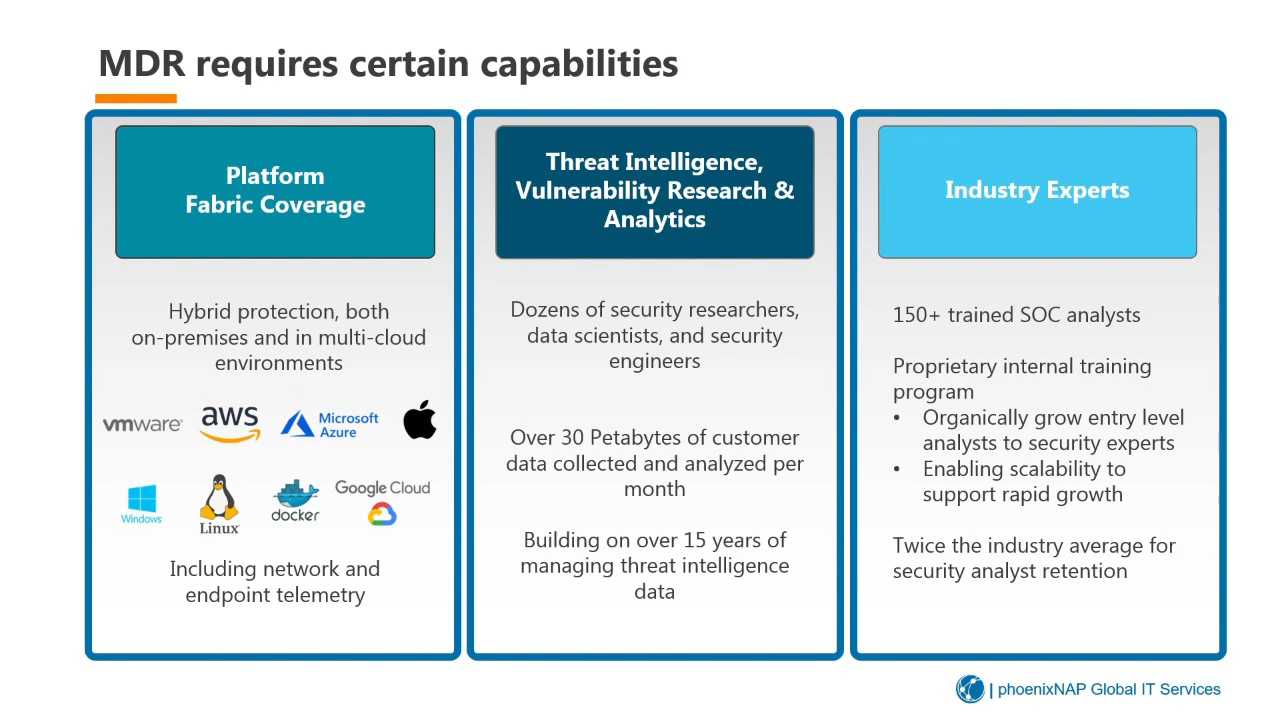 MDR requires certain capabilities
Platform
Fabric Coverage
Hybrid protection, both
on-premises and in multi-cloud
environments
vmware®
aws
Microsoft
Azure
Windows
Linux
docker
Google Cloud
Including network and
endpoint telemetry
Threat Intelligence,
Vulnerability Research &
Analytics
Dozens of security researchers,
data scientists, and security
engineers
Over 30 Petabytes of customer
data collected and analyzed per
month
Building on over 15 years of
managing threat intelligence
data
Industry Experts
150+ trained SOC analysts
Proprietary internal training
program
• Organically grow entry level
analysts to security experts
• Enabling scalability to
support rapid growth
Twice the industry average for
security analyst retention
| phoenixNAP Global IT Services